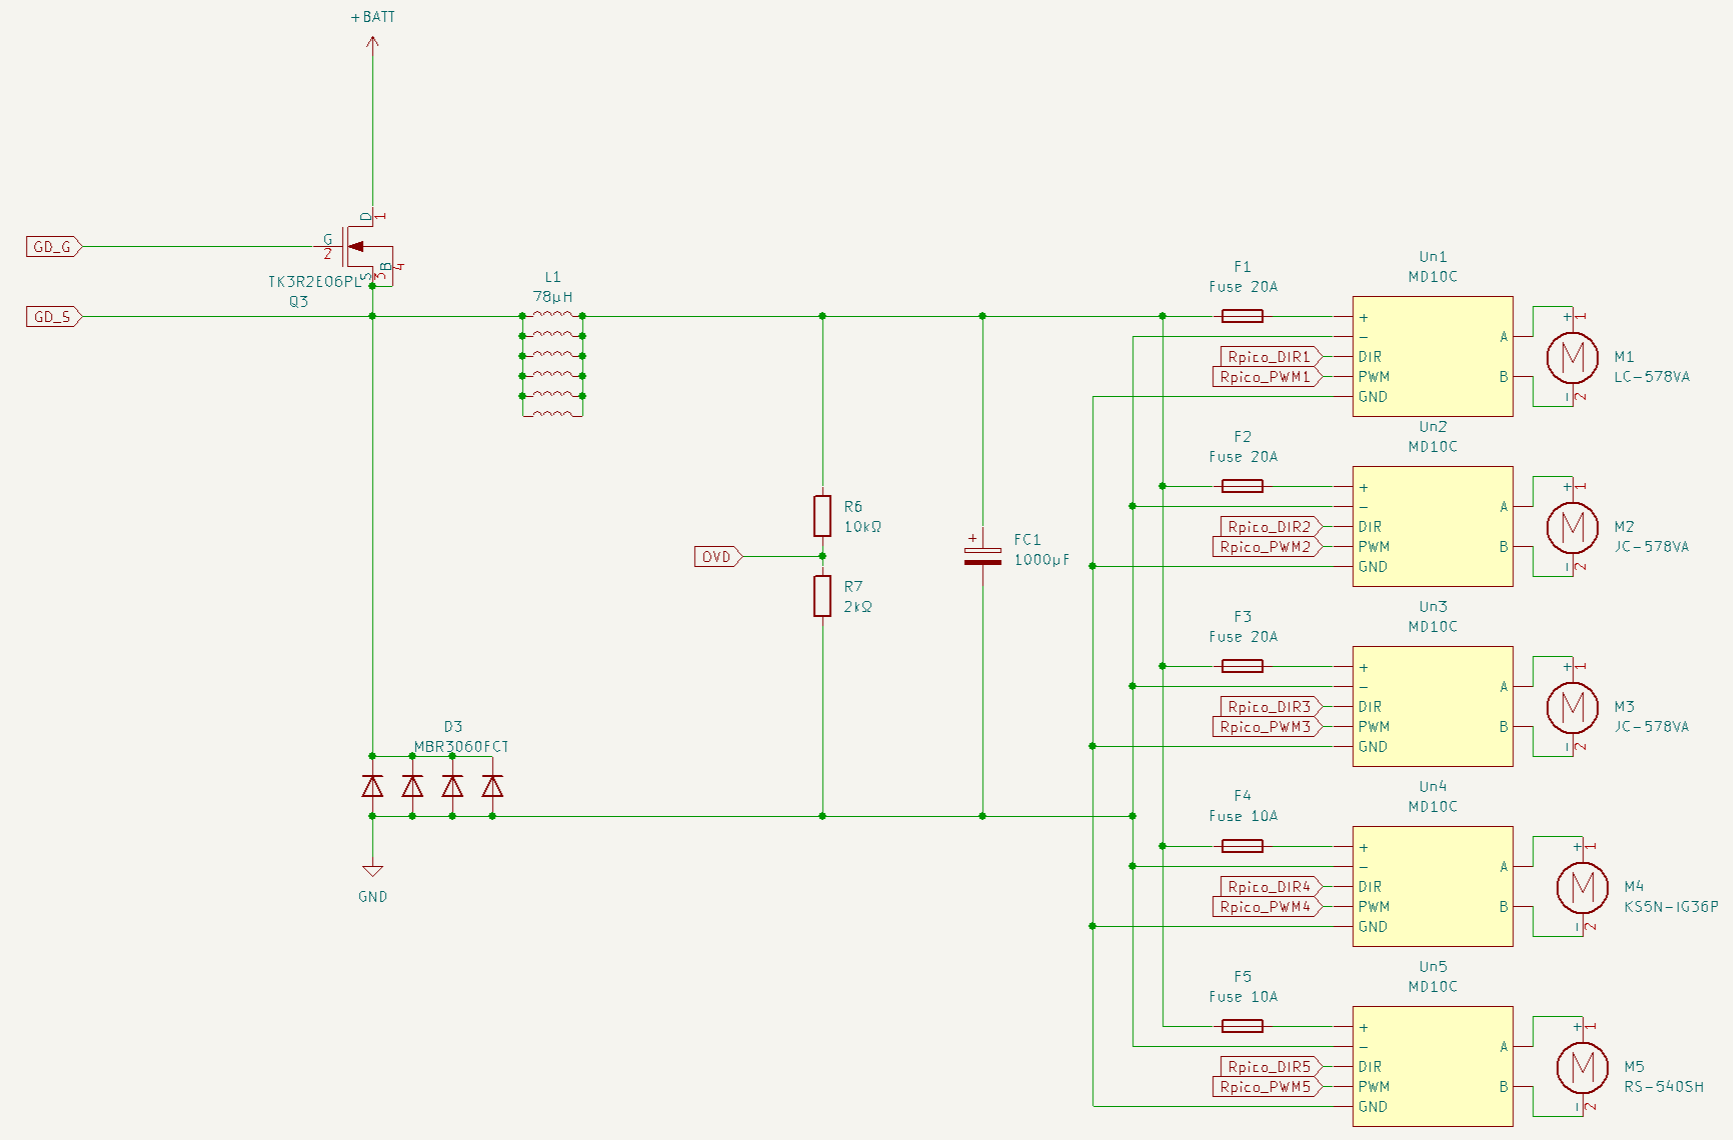 +BATT
D
1
GD_G
G
2
B
4
S
3
TK3R2E06PL
Q3
GD_S
L1
78µH
R6
10kΩ
OVD
R7
2kΩ
+
FC1
1000µF
D3
MBR3060FCT
GND
F1
Fuse 20A
Un1
MD10C
+
−
Rpico_DIR1
DIR
Rpico_PWM1
PWM
GND
A
B
+
1
M
−
2
M1
LC-578VA
F2
Fuse 20A
Un2
MD10C
+
−
Rpico_DIR2
DIR
Rpico_PWM2
PWM
GND
A
B
+
1
M
−
2
M2
JC-578VA
F3
Fuse 20A
Un3
MD10C
+
−
Rpico_DIR3
DIR
Rpico_PWM3
PWM
GND
A
B
+
1
M
−
2
M3
JC-578VA
F4
Fuse 10A
Un4
MD10C
+
−
Rpico_DIR4
DIR
Rpico_PWM4
PWM
GND
A
B
+
1
M
−
2
M4
KS5N-IG36P
F5
Fuse 10A
Un5
MD10C
+
−
Rpico_DIR5
DIR
Rpico_PWM5
PWM
GND
A
B
+
1
M
−
2
M5
RS-540SH